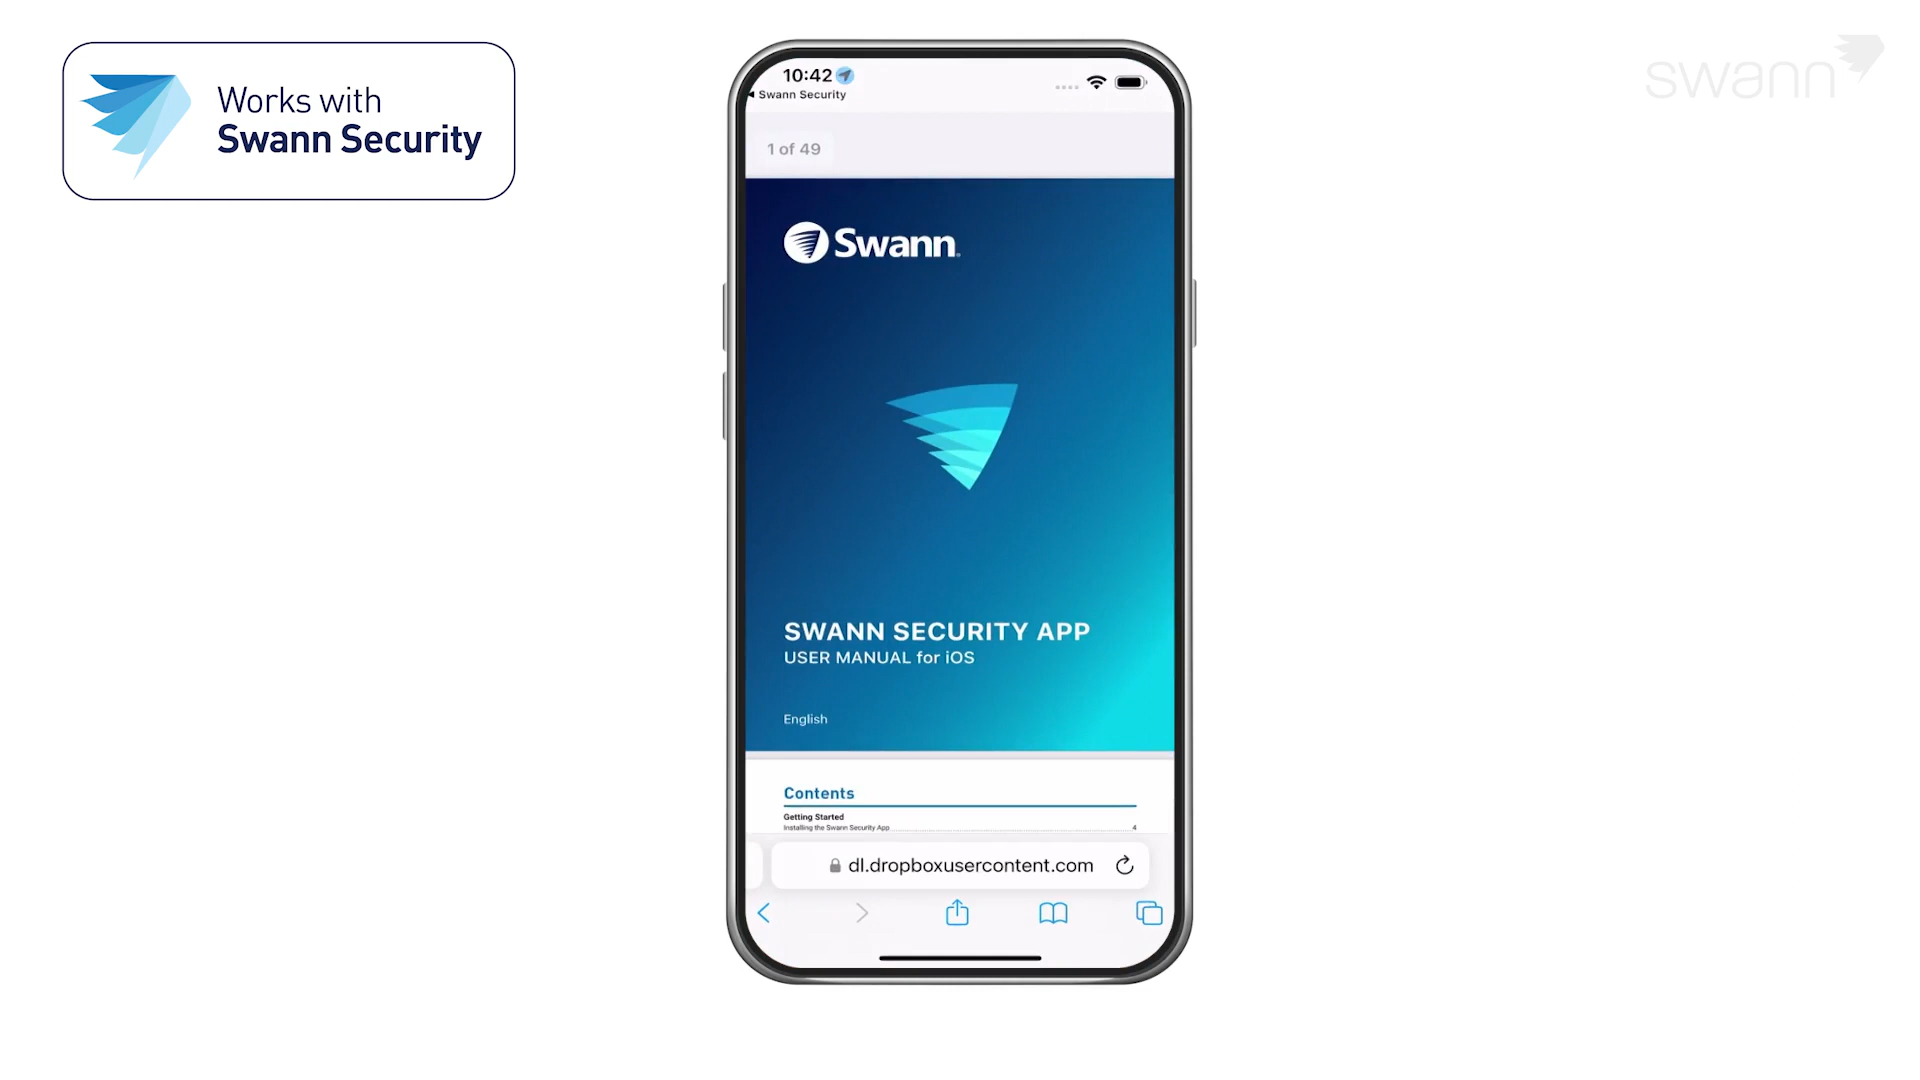 Works with
Swann Security
swann
10:42
Swann Security
1 of 49
Swann
SWANN SECURITY APP
USER MANUAL for iOS
English
Contents
Getting Started
Installing the Swann Security App 4
dl.dropboxusercontent.com